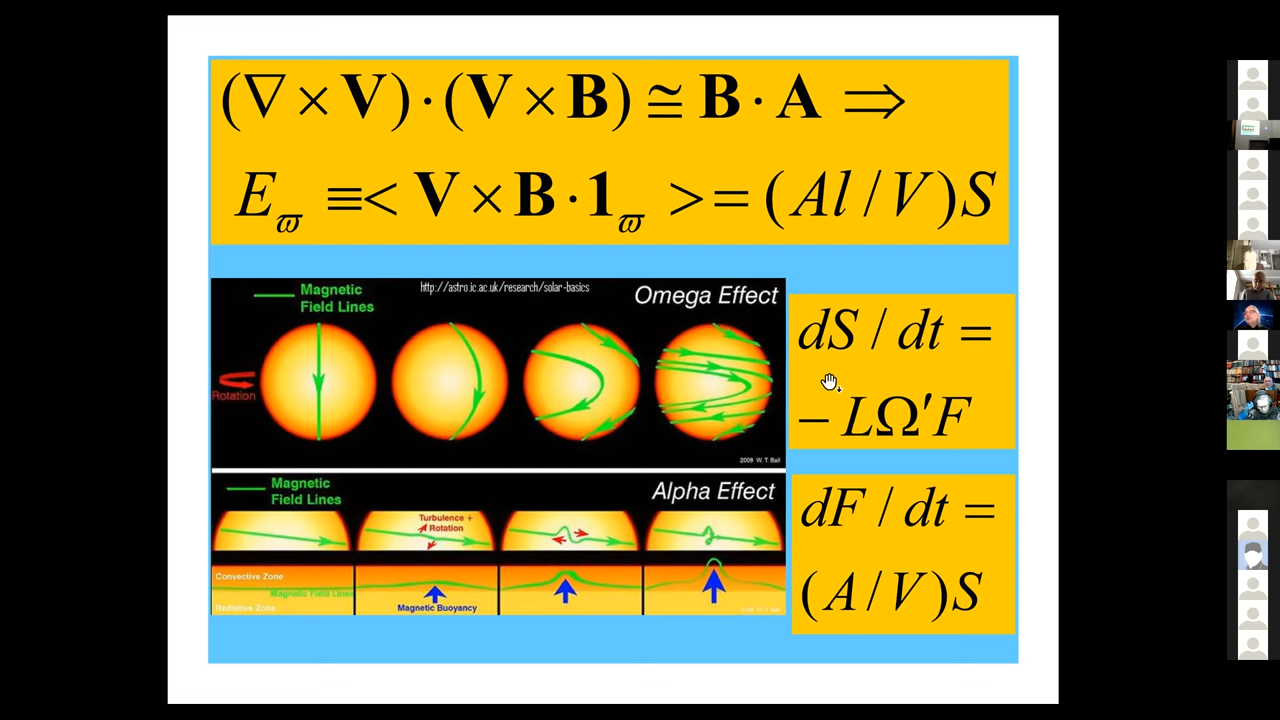 (∇ × V) · (V × B) ≅ B · A ⇒
E_ϖ ≡< V × B · 1_ϖ >= (Al / V)S
Magnetic
Field Lines
http://astro.ic.ac.uk/research/solar-basics
Omega Effect
Rotation
2009 W. T. Ball
dS / dt =
− LΩ′F
Magnetic
Field Lines
Alpha Effect
Turbulence +
Rotation
Convective Zone
Magnetic Field Lines
Radiative Zone
Magnetic Buoyancy
dF / dt =
(A / V)S